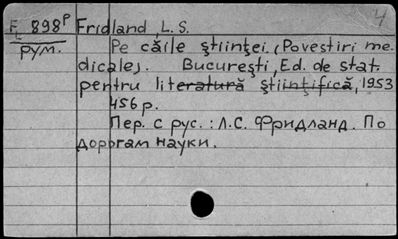 4
F 898ᴾ Fridland, L. S.
рум. Pe căile ştiinţei. (Povestiri me-
dicale). Bucureşti, Ed. de stat.
pentru literatură ştiinţifică, 1953
456 p.
Пер. с рус. : Л.С. Фридланд. По
дорогам науки.